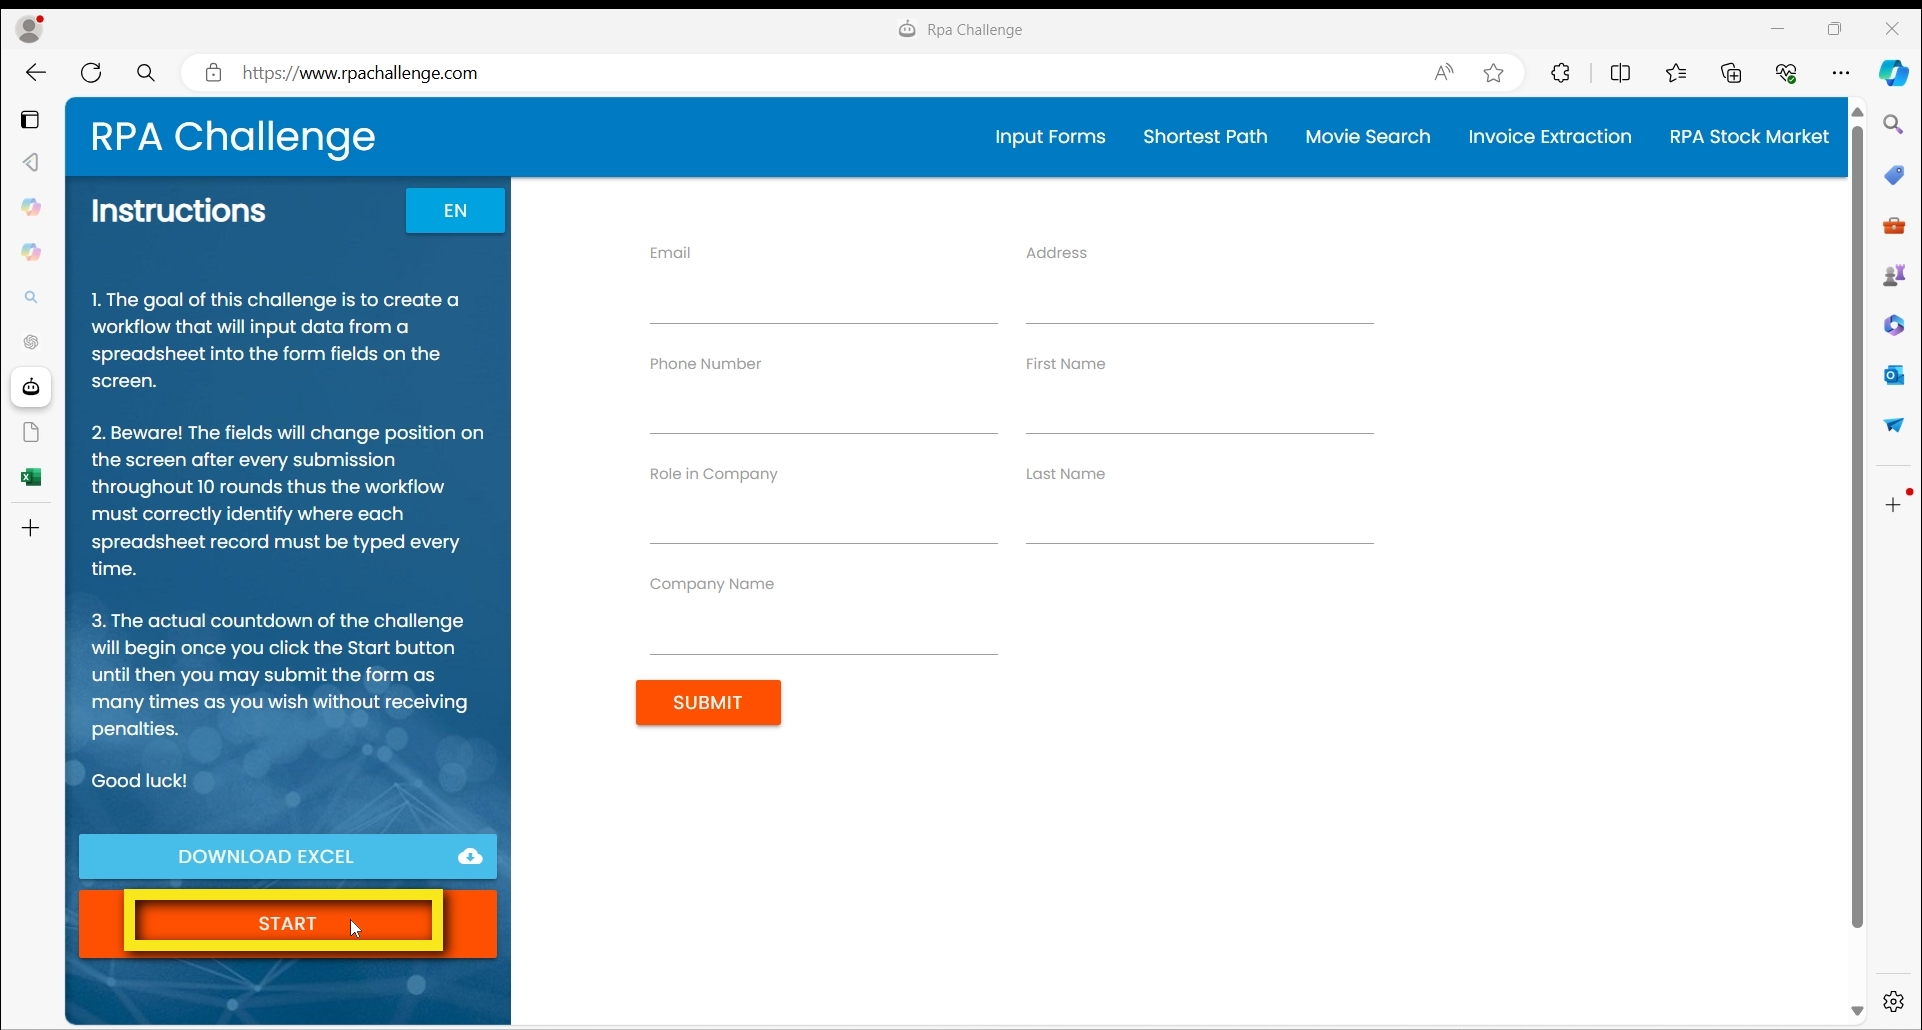 Rpa Challenge
https://www.rpachallenge.com
RPA Challenge
Input Forms
Shortest Path
Movie Search
Invoice Extraction
RPA Stock Market
Instructions
EN
1. The goal of this challenge is to create a
workflow that will input data from a
spreadsheet into the form fields on the
screen.
2. Beware! The fields will change position on
the screen after every submission
throughout 10 rounds thus the workflow
must correctly identify where each
spreadsheet record must be typed every
time.
3. The actual countdown of the challenge
will begin once you click the Start button
until then you may submit the form as
many times as you wish without receiving
penalties.
Good luck!
DOWNLOAD EXCEL
START
Email
Address
Phone Number
First Name
Role in Company
Last Name
Company Name
SUBMIT